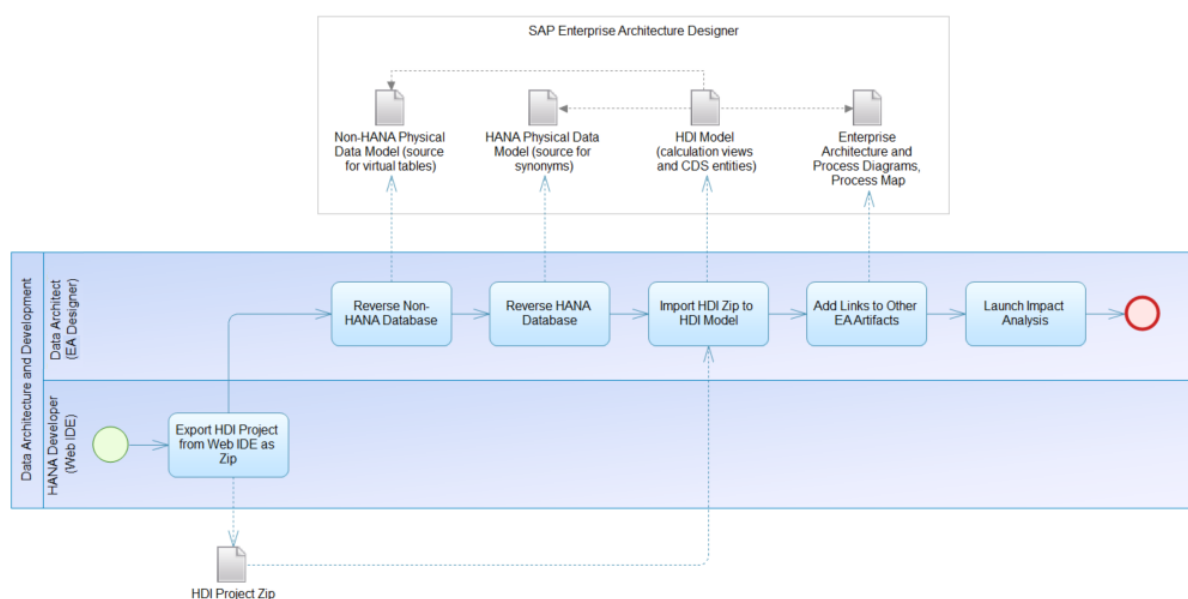 SAP Enterprise Architecture Designer
Non-HANA Physical
Data Model (source
for virtual tables)
HANA Physical Data
Model (source for
synonyms)
HDI Model
(calculation views
and CDS entities)
Enterprise
Architecture and
Process Diagrams,
Process Map
Data Architecture and Development
Data Architect
(EA Designer)
Reverse Non-
HANA Database
Reverse HANA
Database
Import HDI Zip to
HDI Model
Add Links to Other
EA Artifacts
Launch Impact
Analysis
HANA Developer
(Web IDE)
Export HDI Project
from Web IDE as
Zip
HDI Project Zip